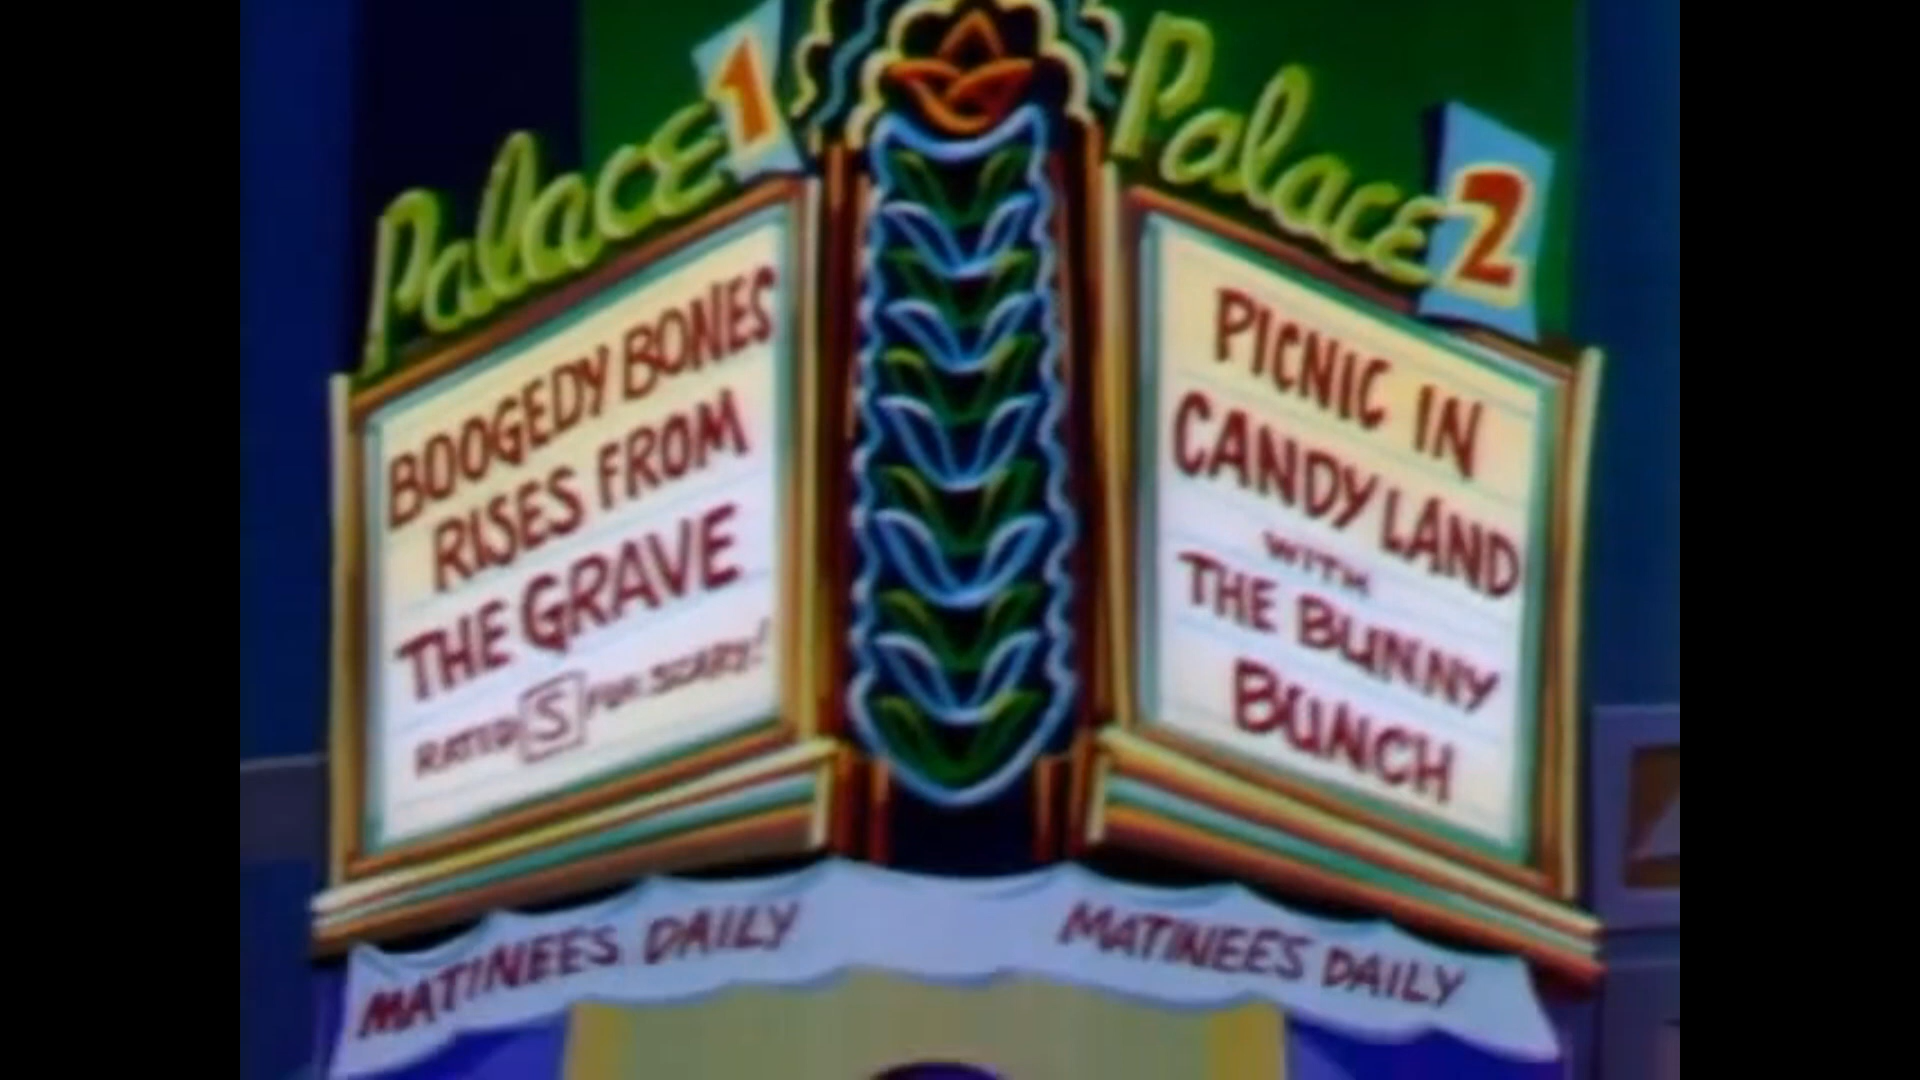 Palace 1
BOOGEDY BONES
RISES FROM
THE GRAVE
RATED S FOR SCARY!
Palace 2
PICNIC IN
CANDY LAND
WITH
THE BUNNY
BUNCH
MATINEES DAILY
MATINEES DAILY